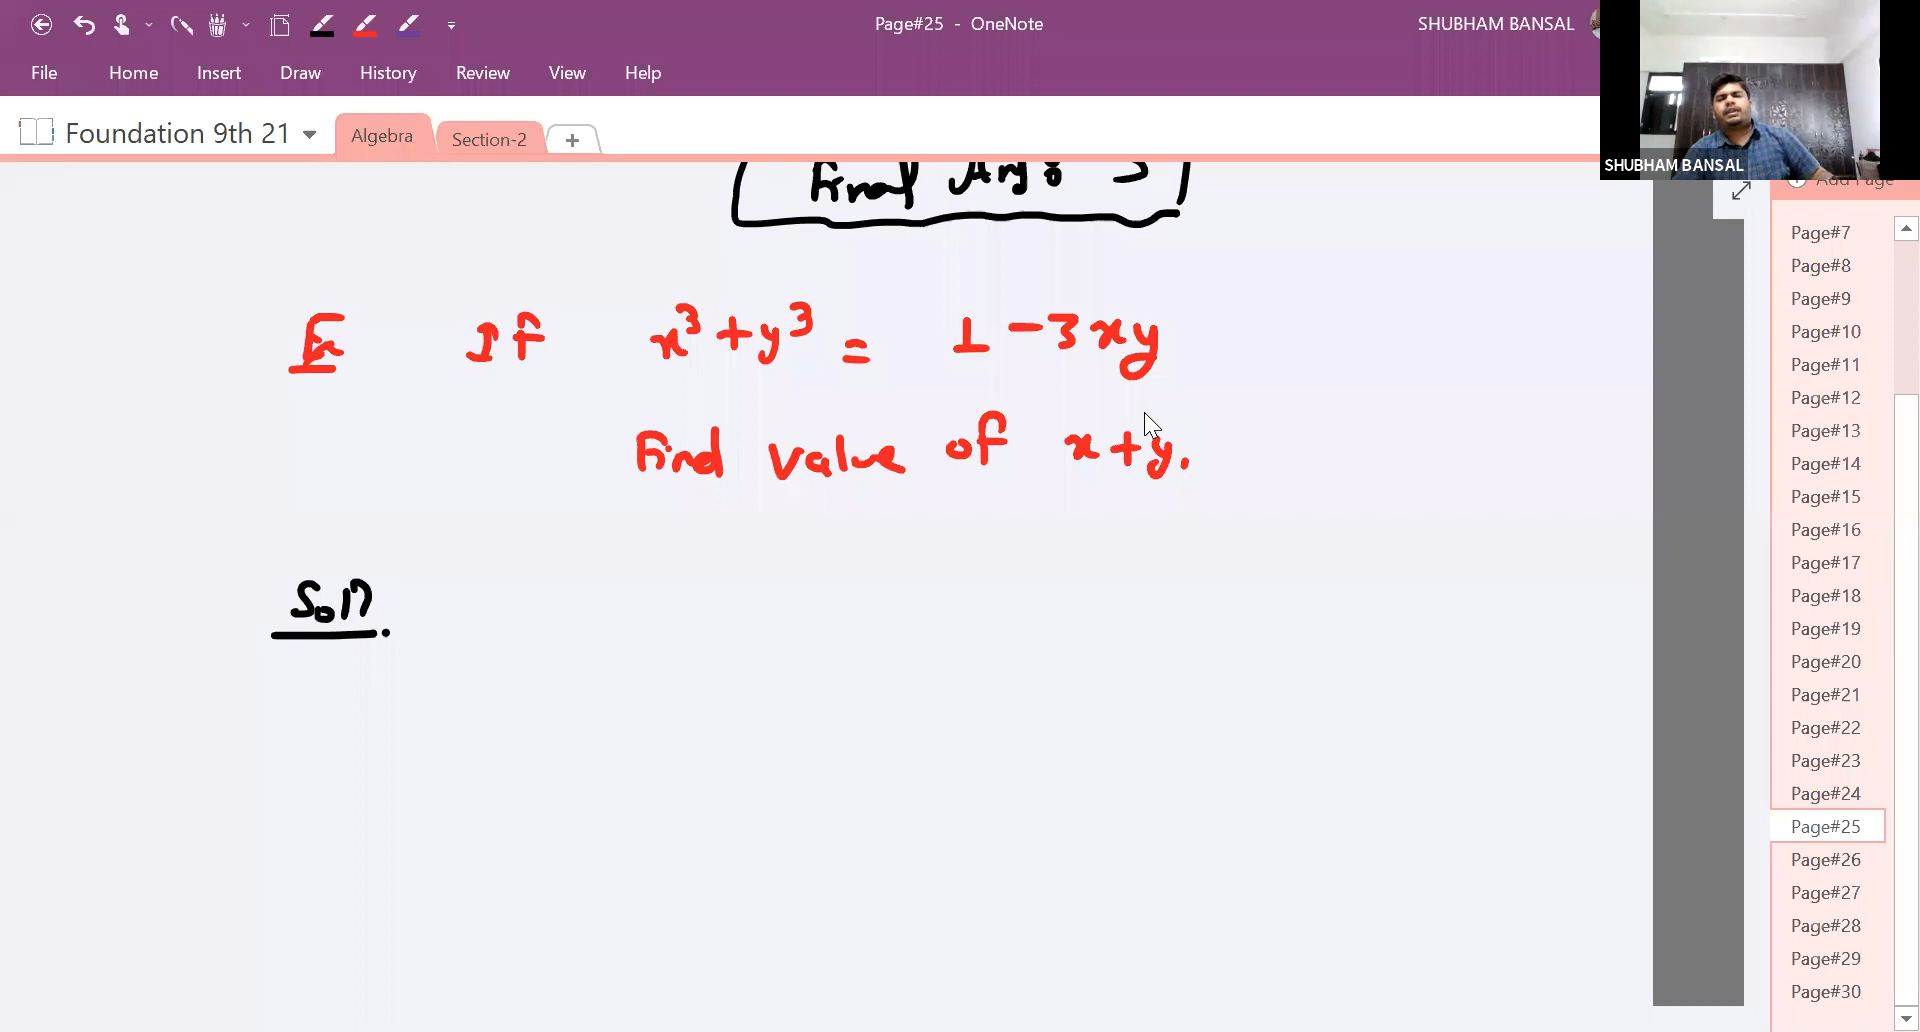 Page#25 - OneNote
SHUBHAM BANSAL
File Home Insert Draw History Review View Help
Foundation 9th 21
Algebra
Section-2
+
SHUBHAM BANSAL
Add Page
Final Ans: 3
Ex If x³ + y³ = 1 - 3xy
Find value of x+y.
Soln.
Page#7
Page#8
Page#9
Page#10
Page#11
Page#12
Page#13
Page#14
Page#15
Page#16
Page#17
Page#18
Page#19
Page#20
Page#21
Page#22
Page#23
Page#24
Page#25
Page#26
Page#27
Page#28
Page#29
Page#30